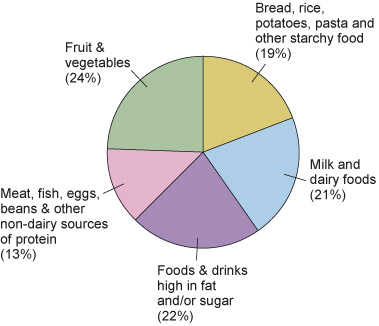 Bread, rice,
potatoes, pasta and
other starchy food
(19%)
Fruit &
vegetables
(24%)
Milk and
dairy foods
(21%)
Meat, fish, eggs,
beans & other
non-dairy sources
of protein
(13%)
Foods & drinks
high in fat
and/or sugar
(22%)